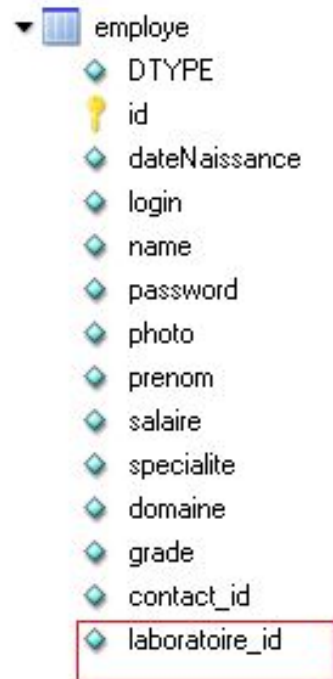 employe
DTYPE
id
dateNaissance
login
name
password
photo
prenom
salaire
specialite
domaine
grade
contact_id
laboratoire_id